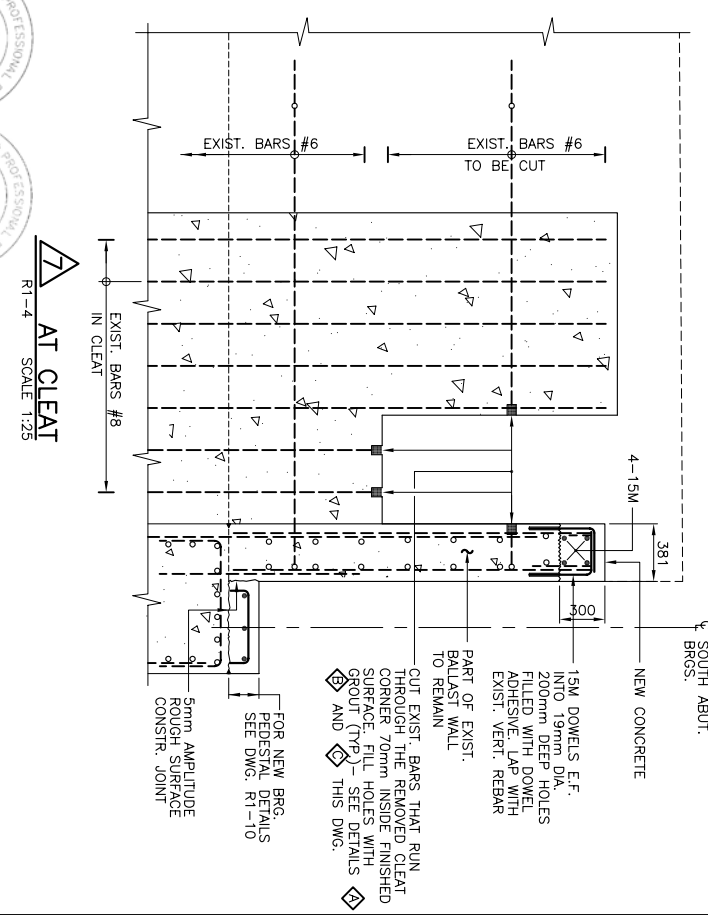 ℄ SOUTH ABUT.
BRGS.
NEW CONCRETE
4-15M
381
300
15M DOWELS E.F.
INTO 19mm DIA.
200mm DEEP HOLES
FILLED WITH DOWEL
ADHESIVE. LAP WITH
EXIST. VERT. REBAR
PART OF EXIST.
BALLAST WALL
TO REMAIN
CUT EXIST. BARS THAT RUN
THROUGH THE REMOVED CLEAT
CORNER 70mm INSIDE FINISHED
SURFACE. FILL HOLES WITH
GROUT (TYP.)- SEE DETAILS A
B AND C THIS DWG.
FOR NEW BRG.
PEDESTAL DETAILS
SEE DWG. R1-10
5mm AMPLITUDE
ROUGH SURFACE
CONSTR. JOINT
EXIST. BARS #6
EXIST. BARS #6
TO BE CUT
EXIST. BARS #8
IN CLEAT
7 AT CLEAT
R1-4 SCALE 1:25
PROFESSIONAL
PROFESSIONAL